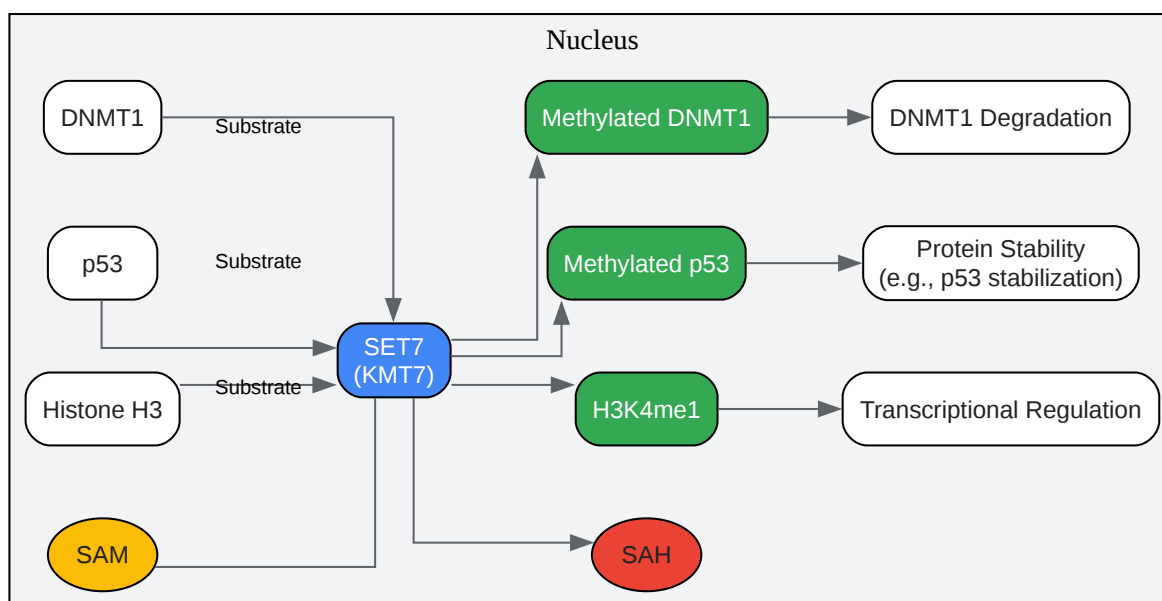 Nucleus
DNMT1
Substrate
Methylated DNMT1
DNMT1 Degradation
p53
Substrate
Methylated p53
Protein Stability
(e.g., p53 stabilization)
SET7
(KMT7)
Histone H3
Substrate
H3K4me1
Transcriptional Regulation
SAM
SAH